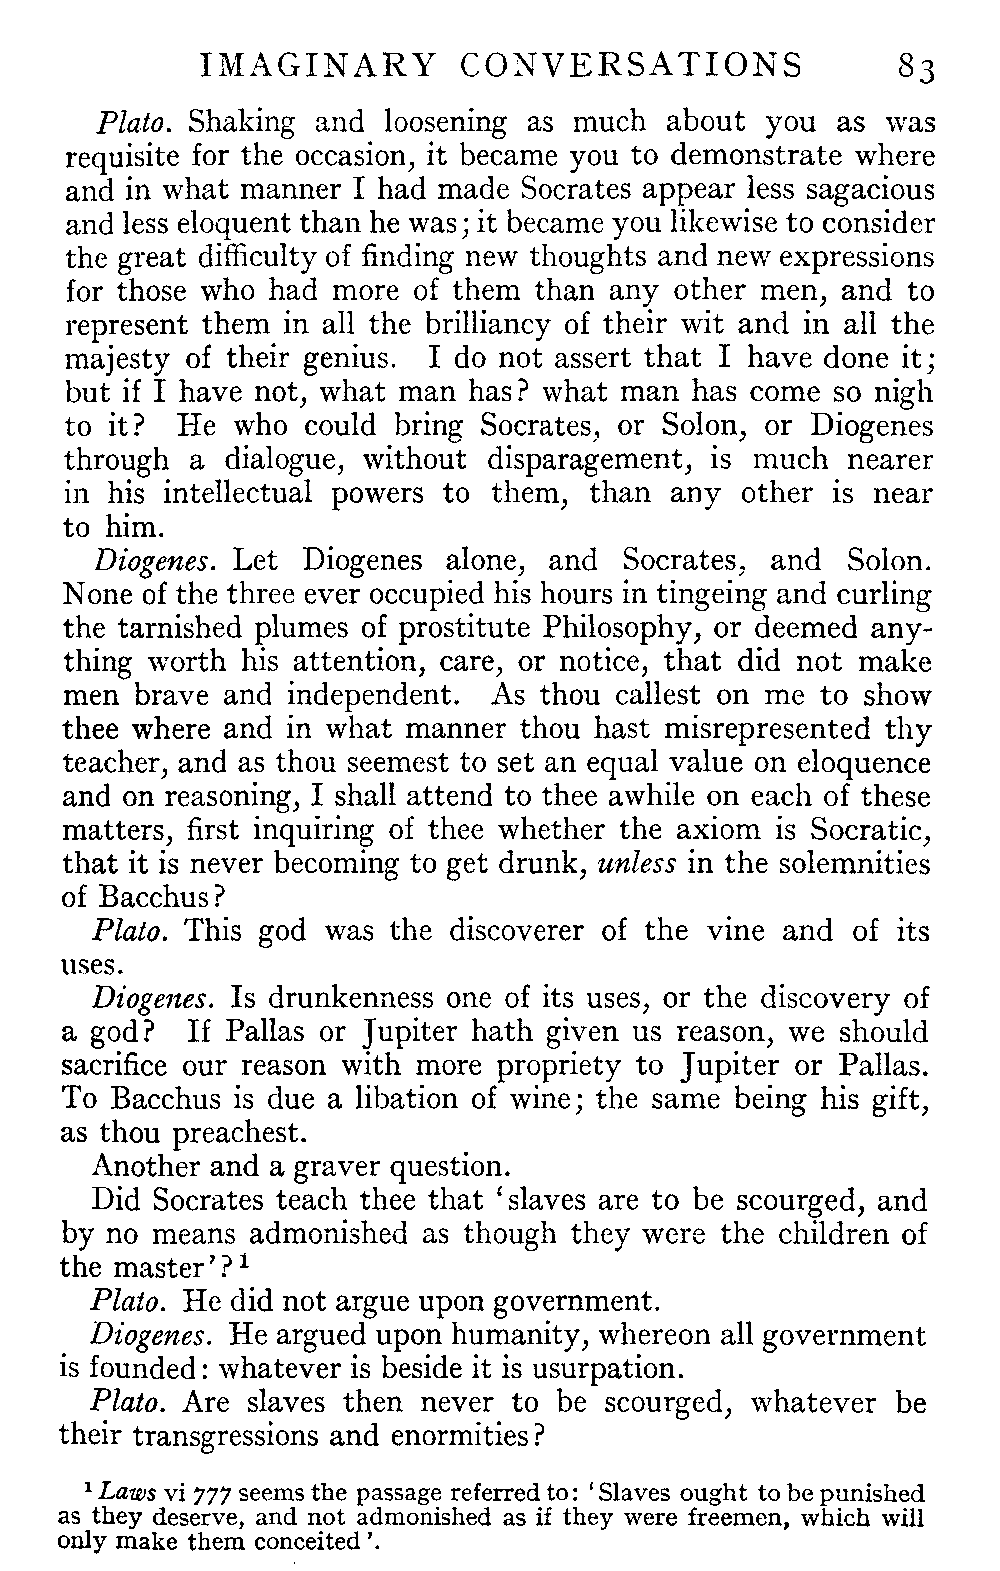 IMAGINARY CONVERSATIONS 83
Plato. Shaking and loosening as much about you as was
requisite for the occasion, it became you to demonstrate where
and in what manner I had made Socrates appear less sagacious
and less eloquent than he was; it became you likewise to consider
the great difficulty of finding new thoughts and new expressions
for those who had more of them than any other men, and to
represent them in all the brilliancy of their wit and in all the
majesty of their genius. I do not assert that I have done it;
but if I have not, what man has? what man has come so nigh
to it? He who could bring Socrates, or Solon, or Diogenes
through a dialogue, without disparagement, is much nearer
in his intellectual powers to them, than any other is near
to him.
Diogenes. Let Diogenes alone, and Socrates, and Solon.
None of the three ever occupied his hours in tingeing and curling
the tarnished plumes of prostitute Philosophy, or deemed any-
thing worth his attention, care, or notice, that did not make
men brave and independent. As thou callest on me to show
thee where and in what manner thou hast misrepresented thy
teacher, and as thou seemest to set an equal value on eloquence
and on reasoning, I shall attend to thee awhile on each of these
matters, first inquiring of thee whether the axiom is Socratic,
that it is never becoming to get drunk, unless in the solemnities
of Bacchus?
Plato. This god was the discoverer of the vine and of its
uses.
Diogenes. Is drunkenness one of its uses, or the discovery of
a god? If Pallas or Jupiter hath given us reason, we should
sacrifice our reason with more propriety to Jupiter or Pallas.
To Bacchus is due a libation of wine; the same being his gift,
as thou preachest.
Another and a graver question.
Did Socrates teach thee that 'slaves are to be scourged, and
by no means admonished as though they were the children of
the master'?¹
Plato. He did not argue upon government.
Diogenes. He argued upon humanity, whereon all government
is founded: whatever is beside it is usurpation.
Plato. Are slaves then never to be scourged, whatever be
their transgressions and enormities?
¹ Laws vi 777 seems the passage referred to: 'Slaves ought to be punished
as they deserve, and not admonished as if they were freemen, which will
only make them conceited'.